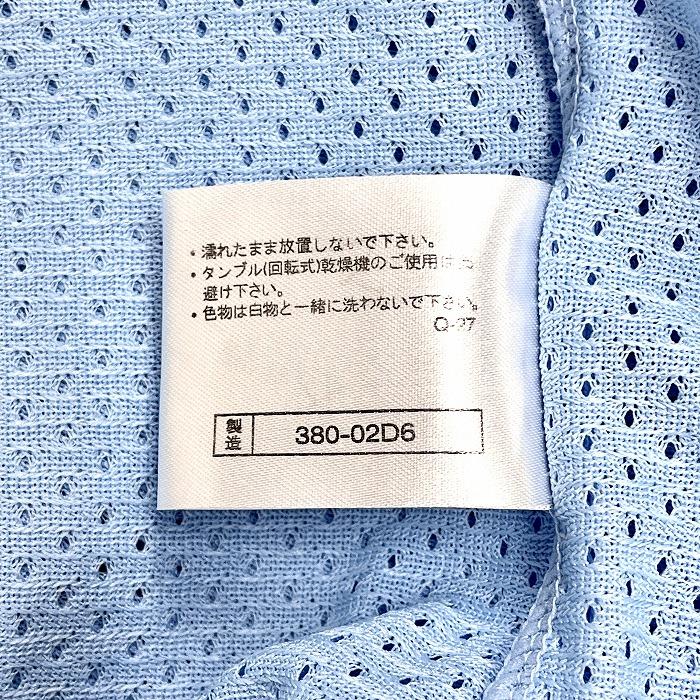 ・濡れたまま放置しないで下さい。
・タンブル(回転式)乾燥機のご使用は
避け下さい。
・色物は白物と一緒に洗わないで下さい。
Q-27
製造 380-02D6